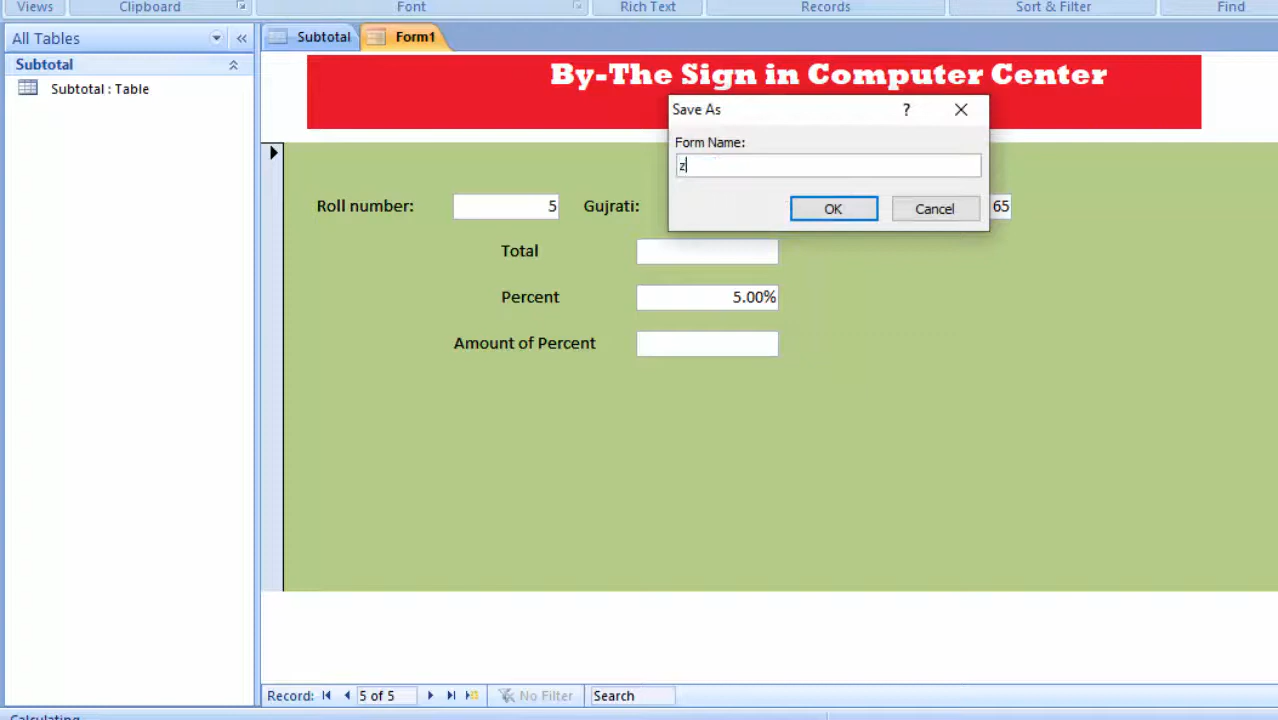 Views Clipboard Font Rich Text Records Sort & Filter Find
All Tables
Subtotal Form1
Subtotal
Subtotal : Table
By-The Sign in Computer Center
Save As ?
Form Name:
z
OK Cancel
Roll number: 5 Gujrati: 65
Total
Percent 5.00%
Amount of Percent
Record: 5 of 5 No Filter Search
Calculating